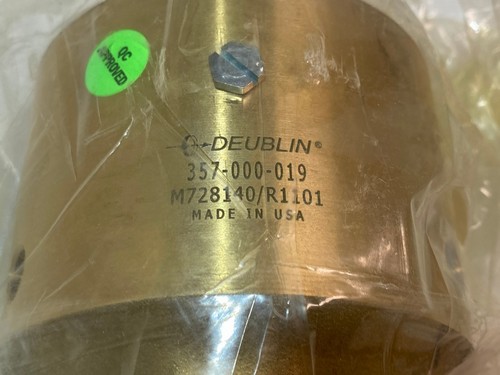 QC
APPROVED
DEUBLIN®
357-000-019
M728140/R1101
MADE IN USA